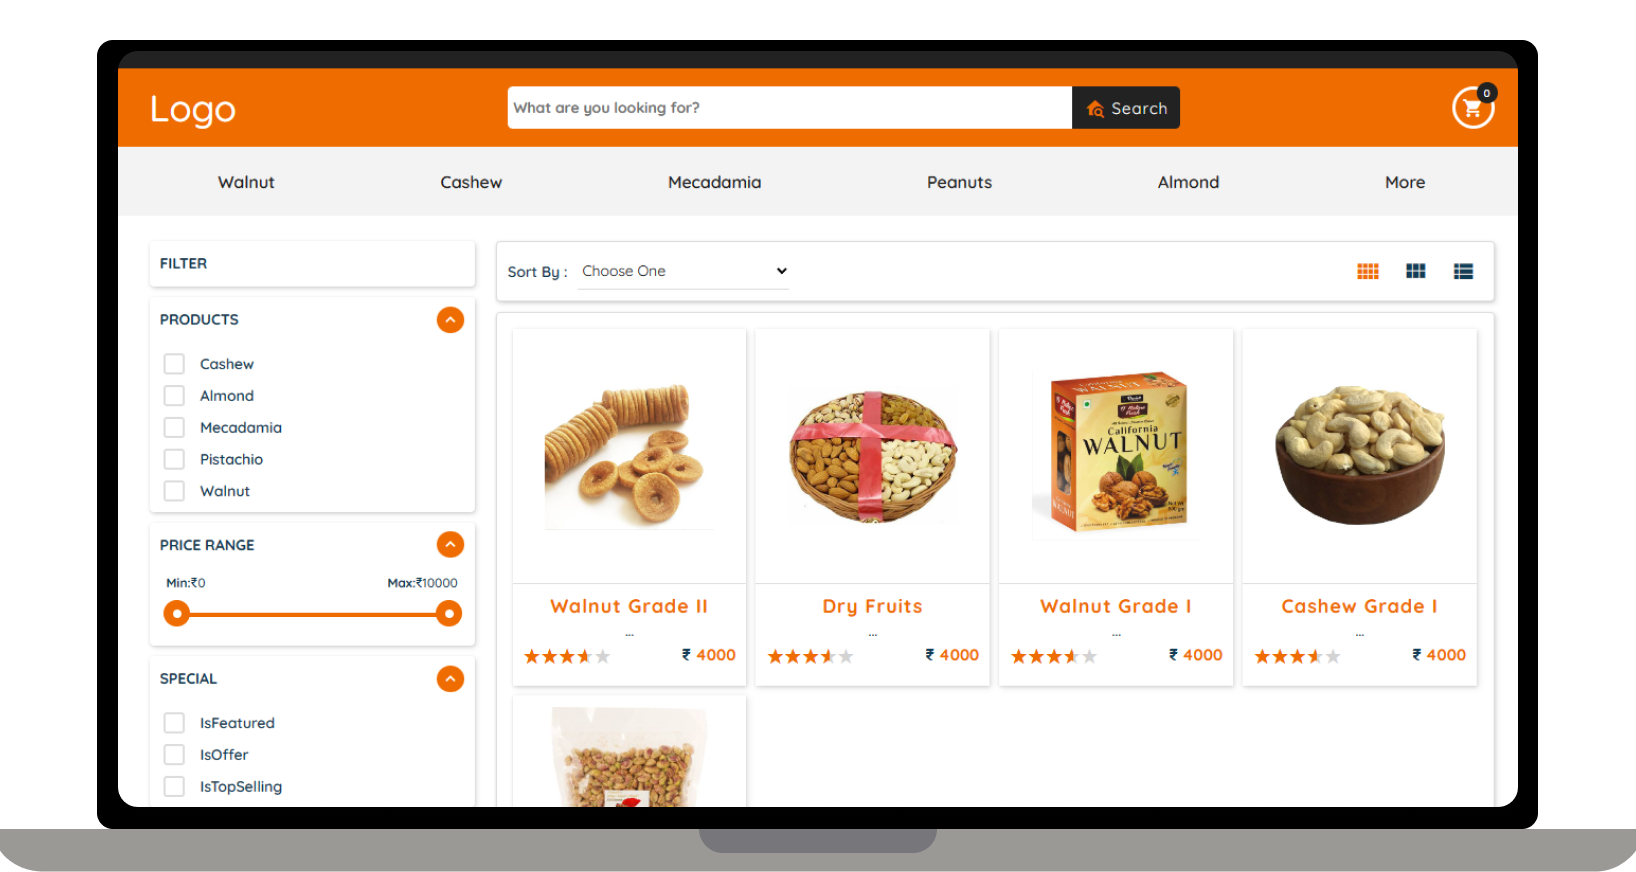 Logo
What are you looking for?
Search
0
Walnut
Cashew
Mecadamia
Peanuts
Almond
More
FILTER
PRODUCTS
Cashew
Almond
Mecadamia
Pistachio
Walnut
PRICE RANGE
Min:₹0
Max:₹10000
SPECIAL
IsFeatured
IsOffer
IsTopSelling
Sort By :
Choose One
California
WALNUT
Walnut Grade II
...
₹ 4000
Dry Fruits
...
₹ 4000
Walnut Grade I
...
₹ 4000
Cashew Grade I
...
₹ 4000